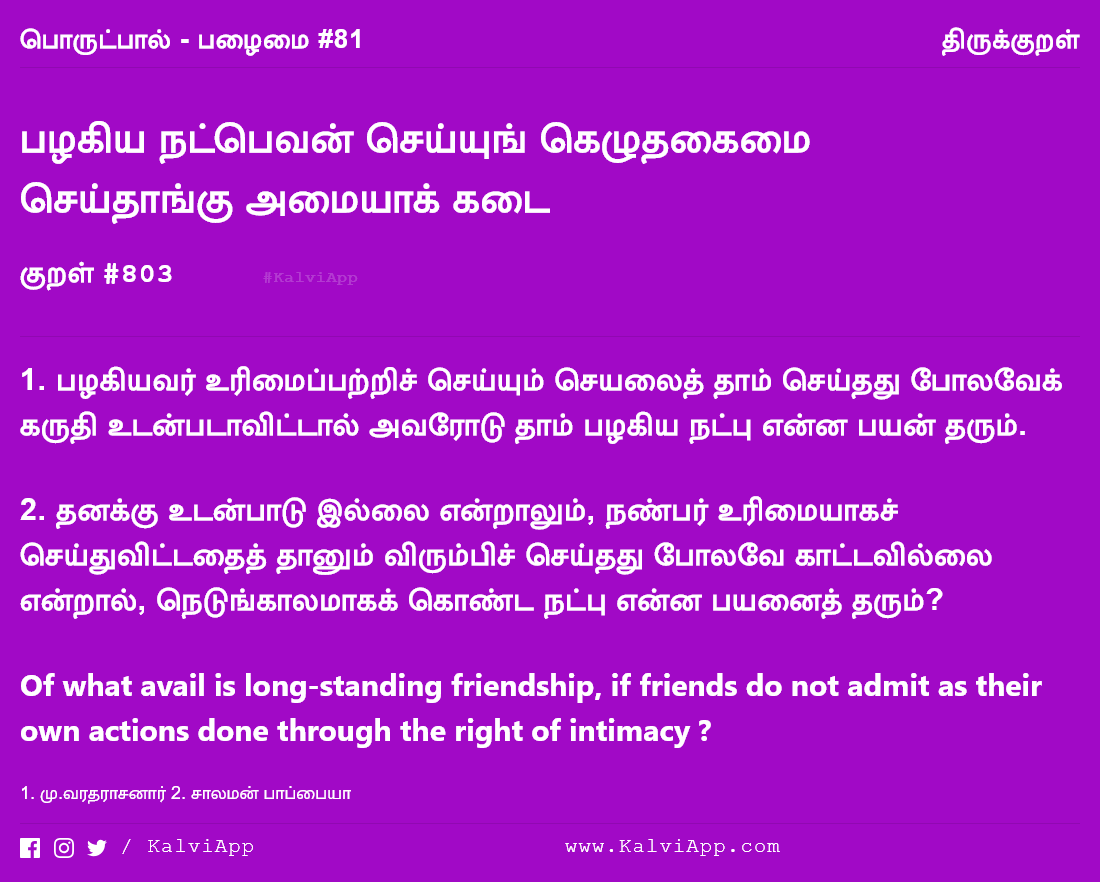 பொருட்பால் - பழைமை #81 திருக்குறள்
பழகிய நட்பெவன் செய்யுங் கெழுதகைமை
செய்தாங்கு அமையாக் கடை
குறள் #803 #KalviApp
1. பழகியவர் உரிமைப்பற்றிச் செய்யும் செயலைத் தாம் செய்தது போலவேக்
கருதி உடன்படாவிட்டால் அவரோடு தாம் பழகிய நட்பு என்ன பயன் தரும்.
2. தனக்கு உடன்பாடு இல்லை என்றாலும், நண்பர் உரிமையாகச்
செய்துவிட்டதைத் தானும் விரும்பிச் செய்தது போலவே காட்டவில்லை
என்றால், நெடுங்காலமாகக் கொண்ட நட்பு என்ன பயனைத் தரும்?
Of what avail is long-standing friendship, if friends do not admit as their
own actions done through the right of intimacy ?
1. மு.வரதராசனார் 2. சாலமன் பாப்பையா
/ KalviApp www.KalviApp.com